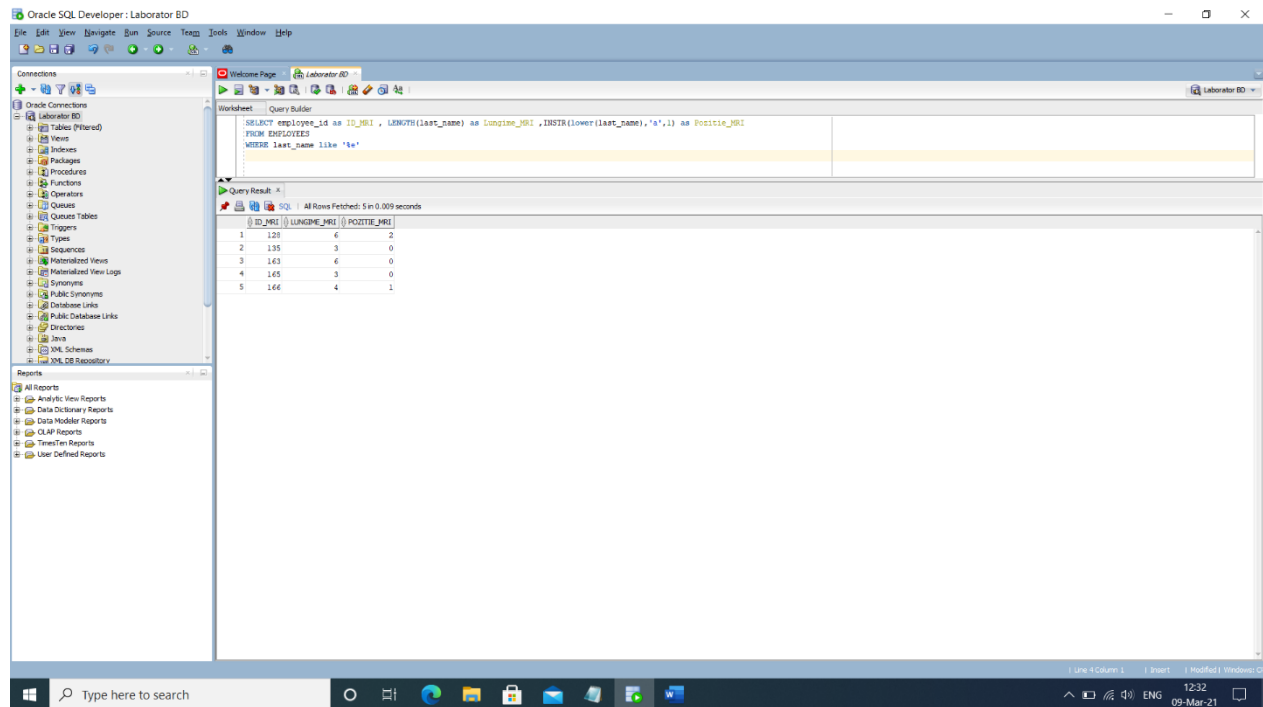 Oracle SQL Developer : Laborator BD
File Edit View Navigate Run Source Team Tools Window Help
Connections
Oracle Connections
Laborator BD
Tables (Filtered)
Views
Indexes
Packages
Procedures
Functions
Operators
Queues
Queues Tables
Triggers
Types
Sequences
Materialized Views
Materialized View Logs
Synonyms
Public Synonyms
Database Links
Public Database Links
Directories
Java
XML Schemas
XML DB Repository
Reports
All Reports
Analytic View Reports
Data Dictionary Reports
Data Modeler Reports
OLAP Reports
TimesTen Reports
User Defined Reports
Welcome Page Laborator BD
Laborator BD
Worksheet Query Builder
SELECT employee_id as ID_MRI , LENGTH(last_name) as Lungime_MRI ,INSTR(lower(last_name),'a',1) as Pozitie_MRI
FROM EMPLOYEES
WHERE last_name like '%e'
Query Result
SQL | All Rows Fetched: 5 in 0.009 seconds
ID_MRI LUNGIME_MRI POZITIE_MRI
1 128 6 2
2 135 3 0
3 163 6 0
4 165 3 0
5 166 4 1
Line 4 Column 1 | Insert | Modified | Windows: C
Type here to search
ENG
12:32
09-Mar-21